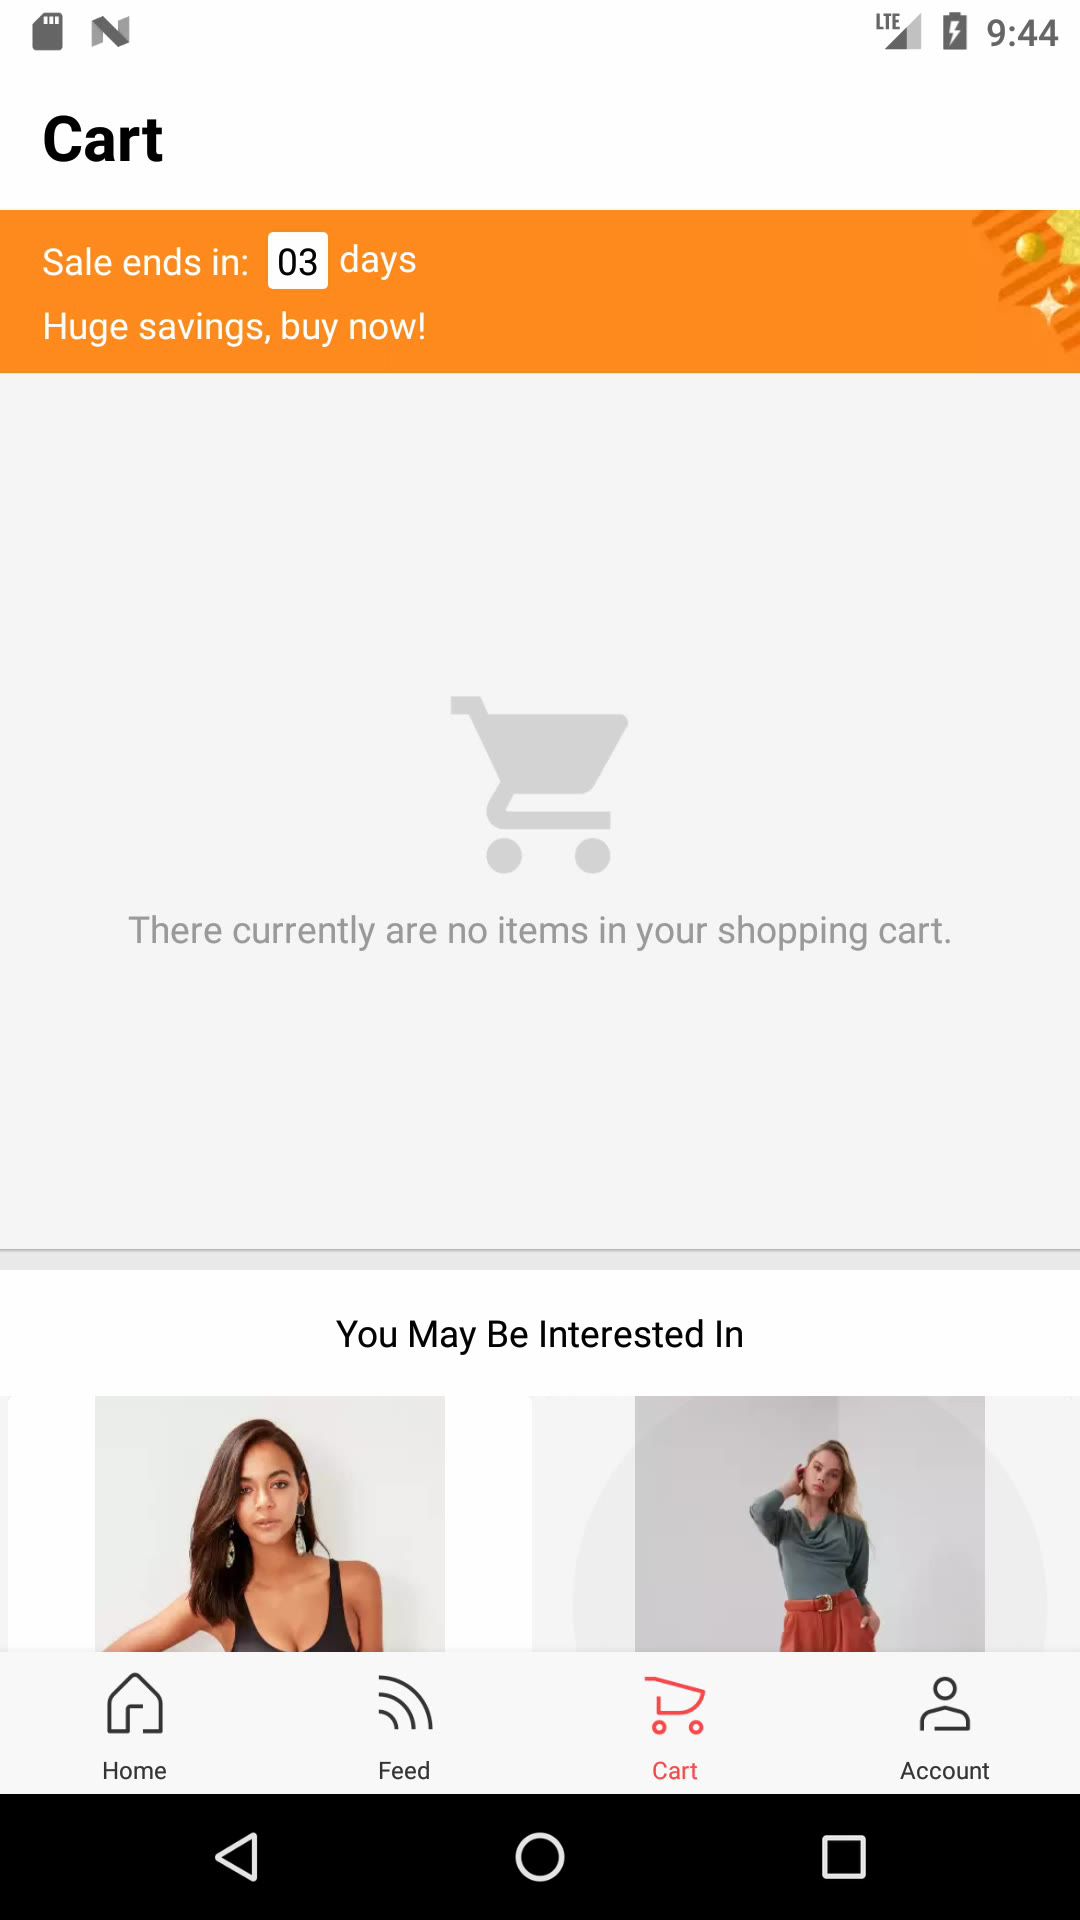 LTE 9:44
Cart
Sale ends in: 03 days
Huge savings, buy now!
There currently are no items in your shopping cart.
You May Be Interested In
Home Feed Cart Account